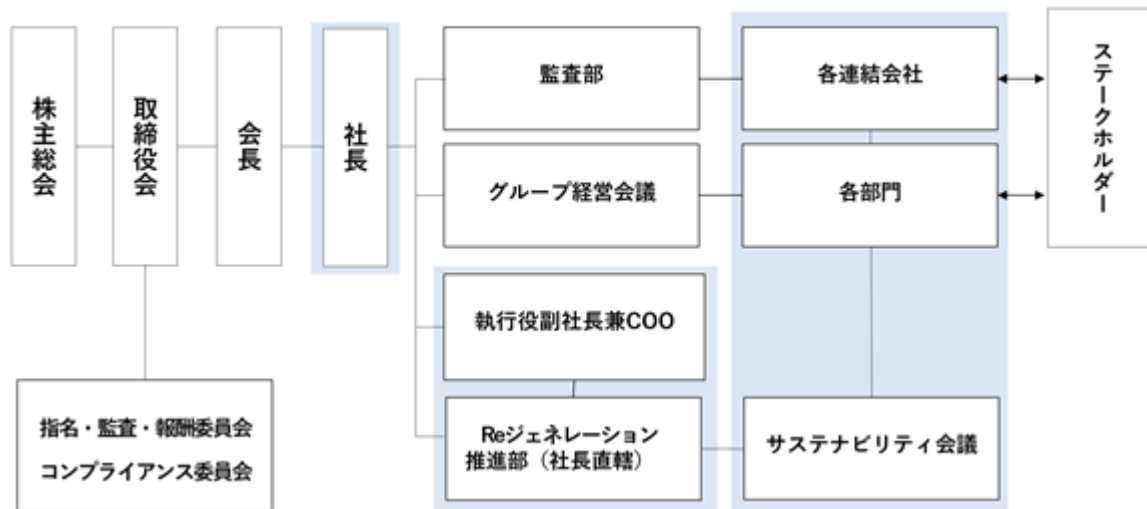 株主総会
取締役会
会長
社長
監査部
各連結会社
ステークホルダー
グループ経営会議
各部門
執行役副社長兼COO
指名・監査・報酬委員会
コンプライアンス委員会
Reジェネレーション
推進部（社長直轄）
サステナビリティ会議